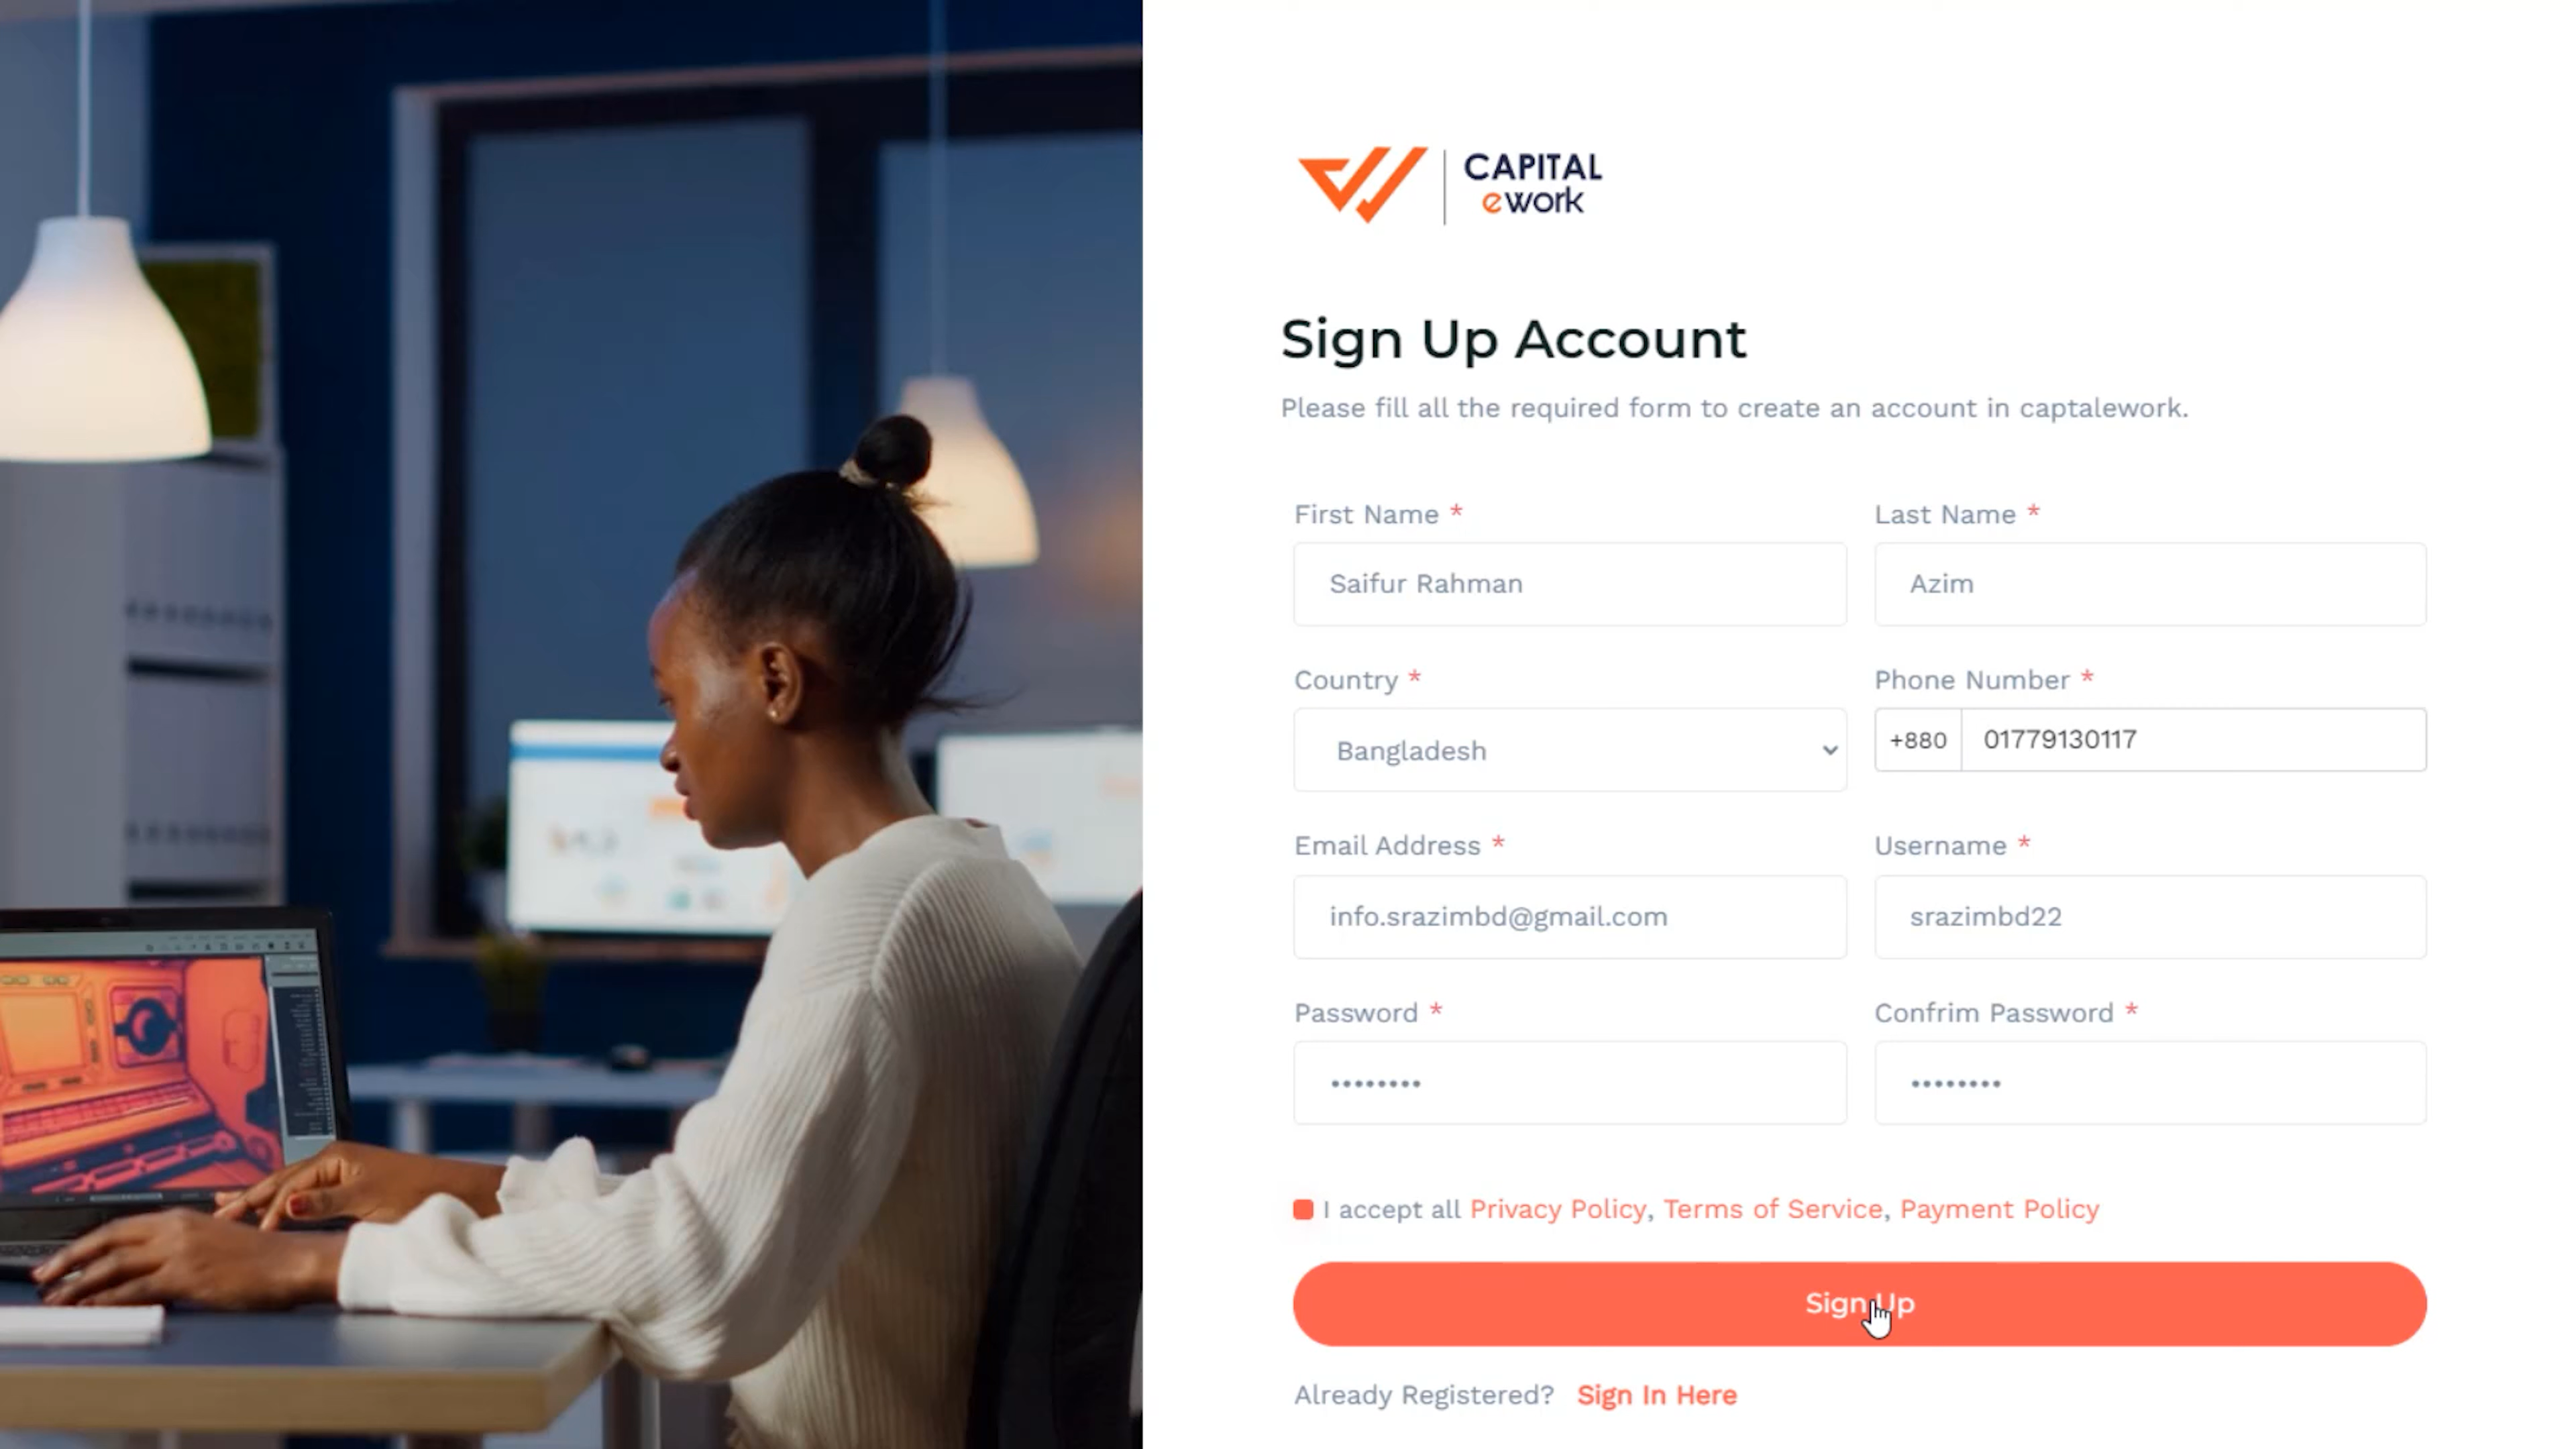 CAPITAL
ework
Sign Up Account
Please fill all the required form to create an account in captalework.
First Name *
Last Name *
Saifur Rahman
Azim
Country *
Phone Number *
Bangladesh
+880 01779130117
Email Address *
Username *
info.srazimbd@gmail.com
srazimbd22
Password *
Confrim Password *
••••••••
••••••••
I accept all Privacy Policy, Terms of Service, Payment Policy
Sign Up
Already Registered? Sign In Here